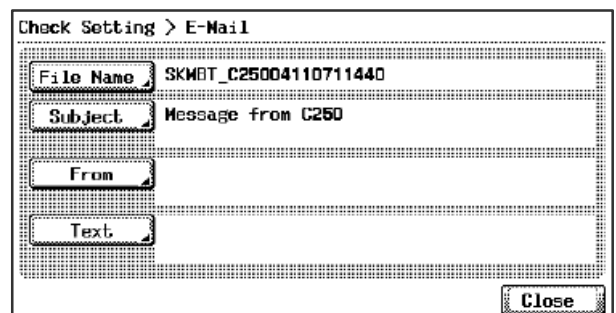 Check Setting > E-Mail
File Name SKMBT_C25004110711440
Subject Message from C250
From
Text
Close